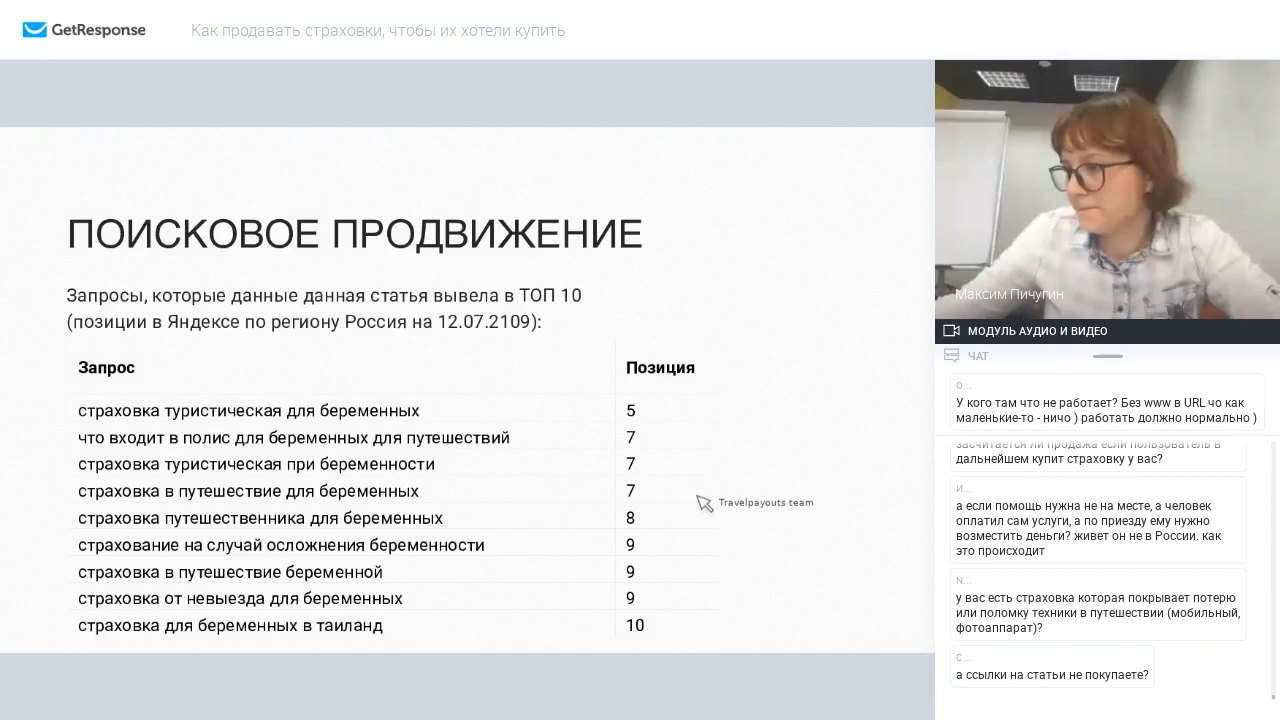 GetResponse
Как продавать страховки, чтобы их хотели купить
ПОИСКОВОЕ ПРОДВИЖЕНИЕ
Запросы, которые данные данная статья вывела в ТОП 10
(позиции в Яндексе по региону Россия на 12.07.2109):
Запрос Позиция
страховка туристическая для беременных 5
что входит в полис для беременных для путешествий 7
страховка туристическая при беременности 7
страховка в путешествие для беременных 7
страховка путешественника для беременных 8
страхование на случай осложнения беременности 9
страховка в путешествие беременной 9
страховка от невыезда для беременных 9
страховка для беременных в таиланд 10
Travelpayouts team
Максим Пичугин
МОДУЛЬ АУДИО И ВИДЕО
ЧАТ
О...
У кого там что не работает? Без www в URL чо как
маленькие-то - ничо ) работать должно нормально )
засчитается ли продажа если пользователь в
дальнейшем купит страховку у вас?
И...
а если помощь нужна не на месте, а человек
оплатил сам услуги, а по приезду ему нужно
возместить деньги? живет он не в России. как
это происходит
N...
у вас есть страховка которая покрывает потерю
или поломку техники в путешествии (мобильный,
фотоаппарат)?
С...
а ссылки на статьи не покупаете?